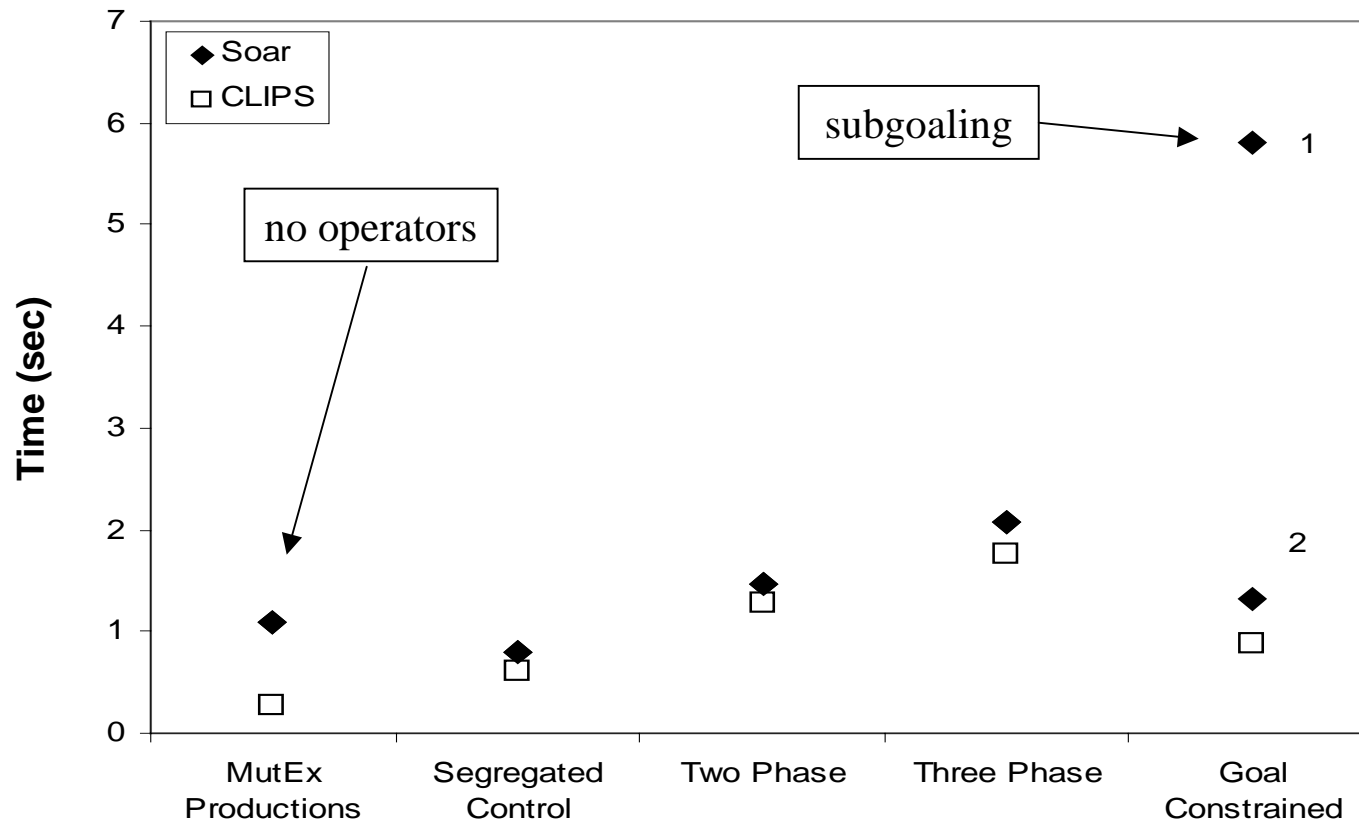 7
6
5
4
3
2
1
0
Time (sec)
Soar
CLIPS
no operators
subgoaling
1
2
MutEx
Productions
Segregated
Control
Two Phase
Three Phase
Goal
Constrained